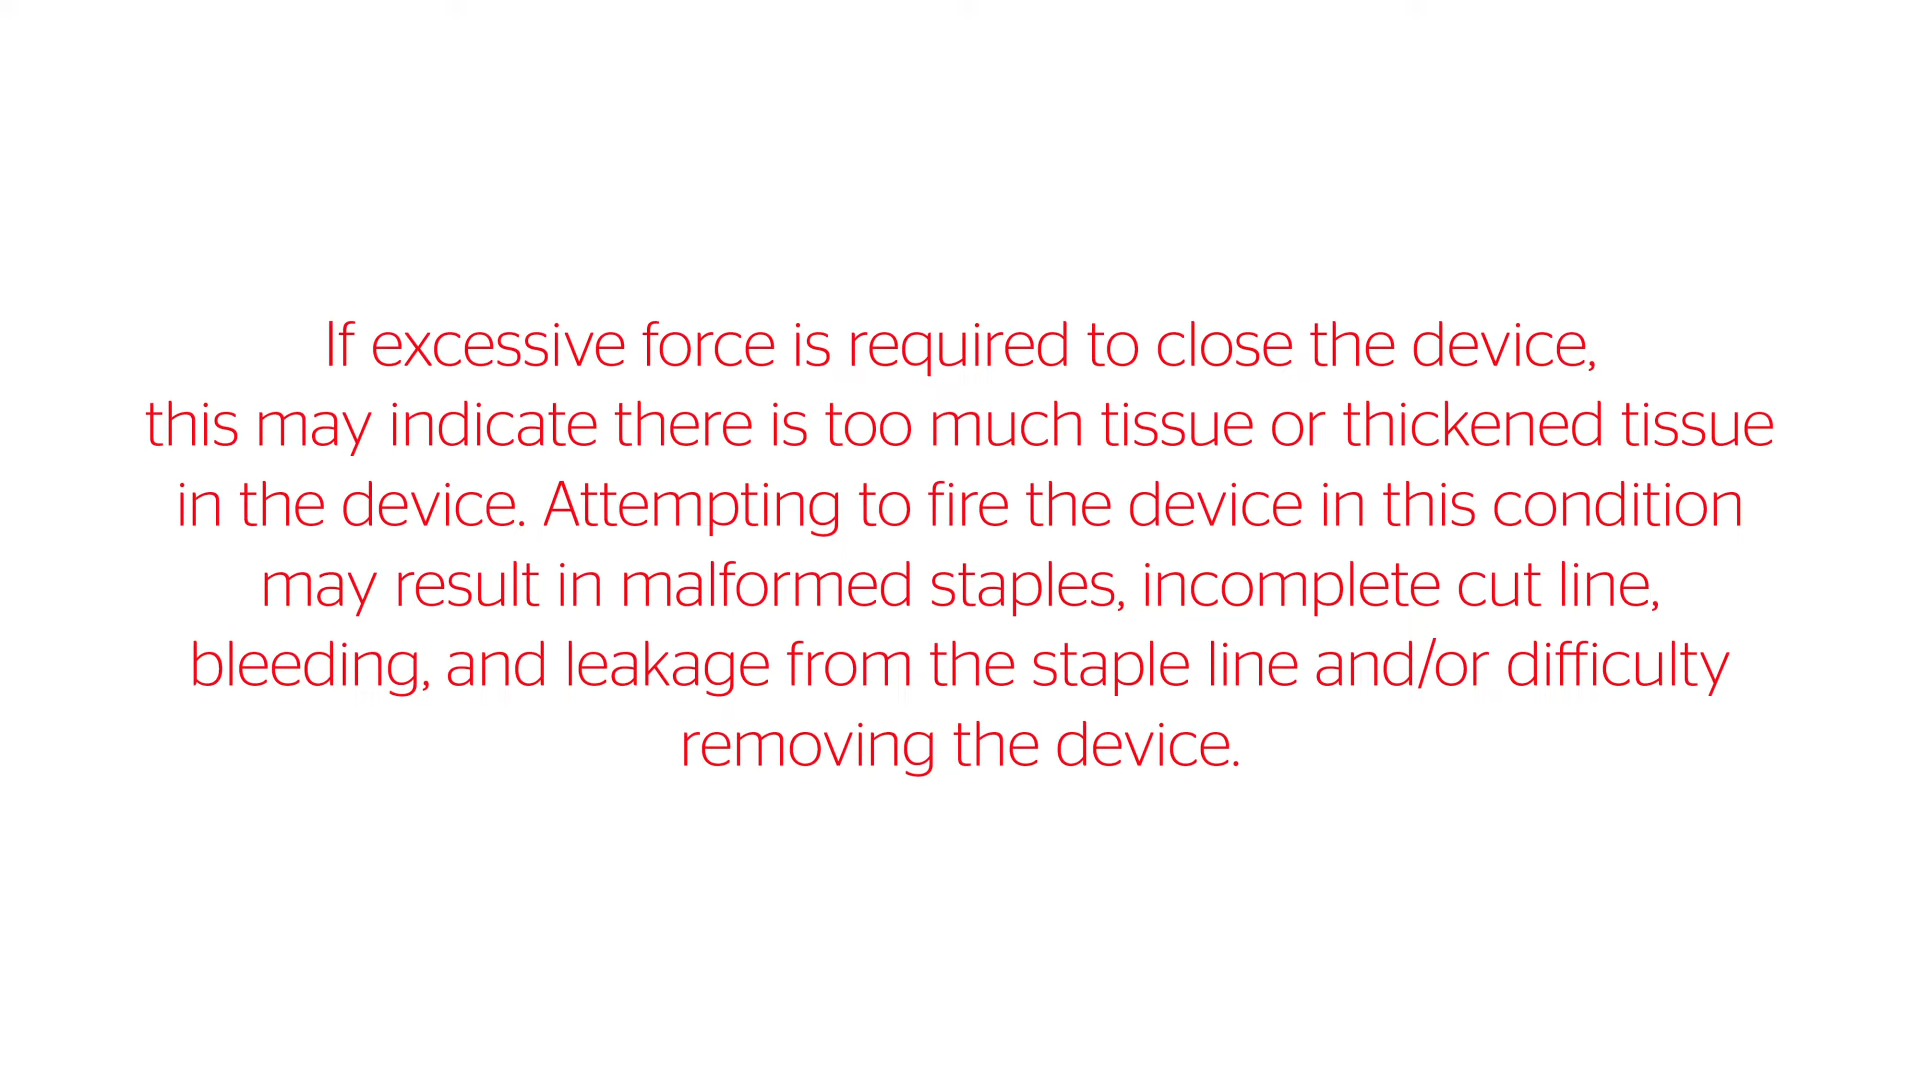 If excessive force is required to close the device,
this may indicate there is too much tissue or thickened tissue
in the device. Attempting to fire the device in this condition
may result in malformed staples, incomplete cut line,
bleeding, and leakage from the staple line and/or difficulty
removing the device.